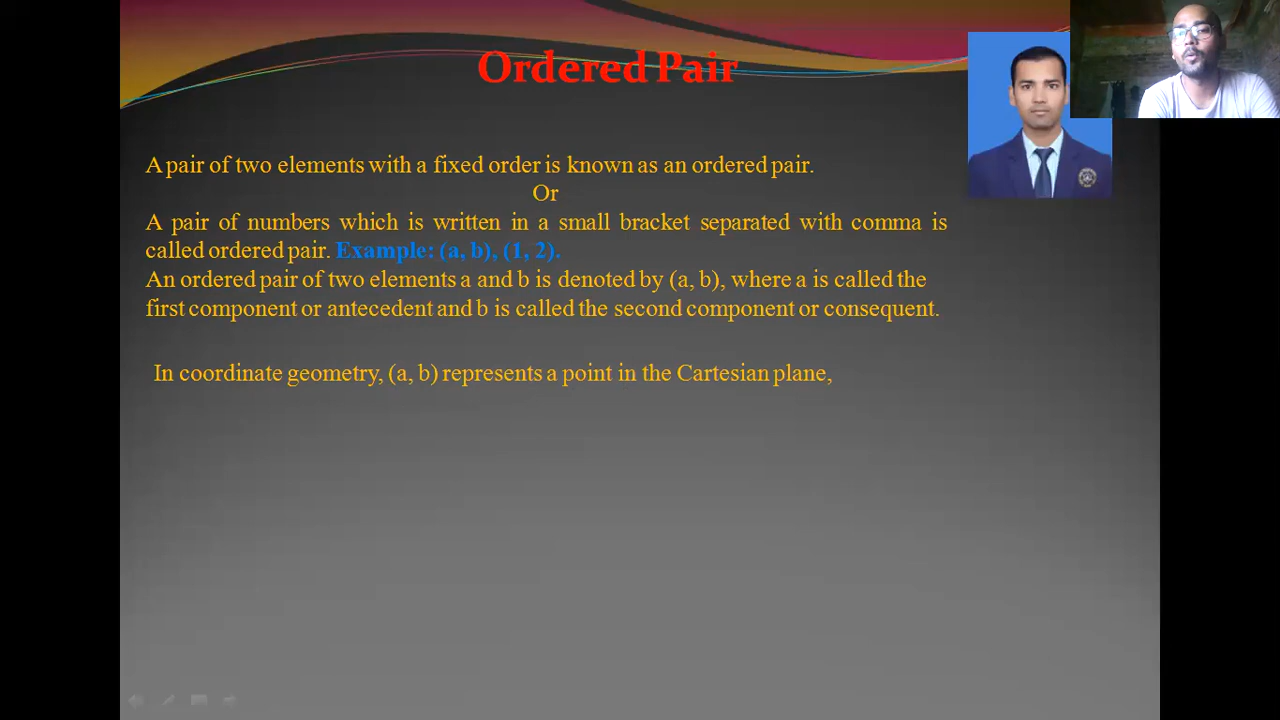 Ordered Pair
A pair of two elements with a fixed order is known as an ordered pair.
Or
A pair of numbers which is written in a small bracket separated with comma is
called ordered pair. Example: (a, b), (1, 2).
An ordered pair of two elements a and b is denoted by (a, b), where a is called the
first component or antecedent and b is called the second component or consequent.
In coordinate geometry, (a, b) represents a point in the Cartesian plane,